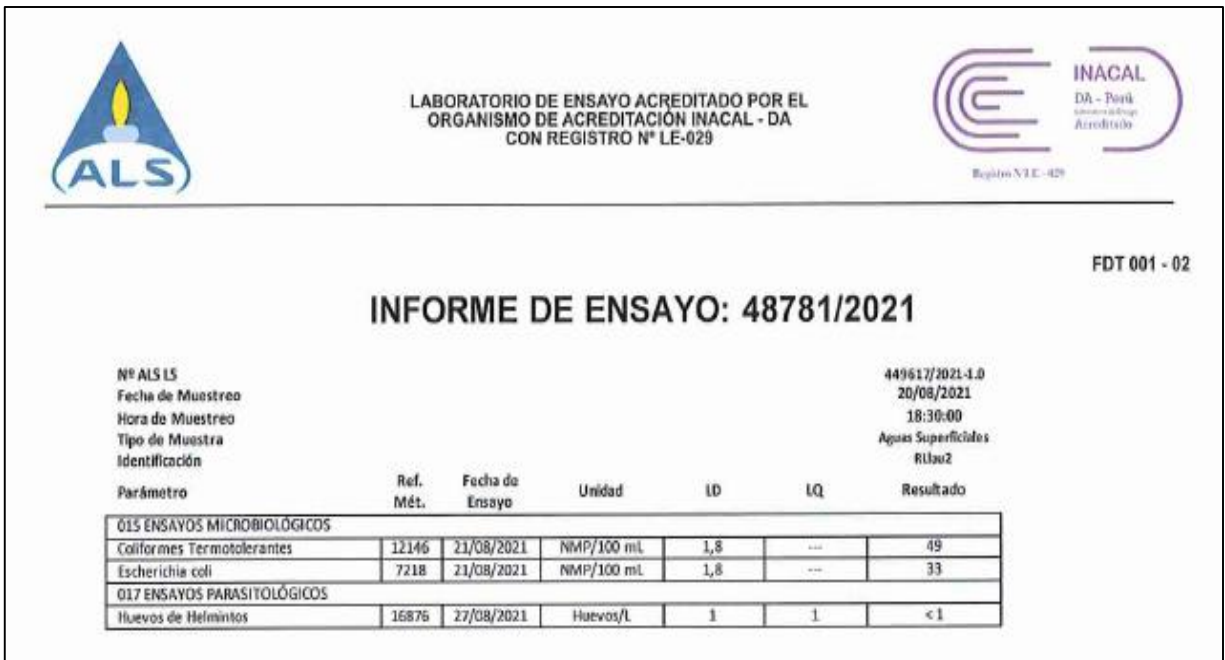 ALS
LABORATORIO DE ENSAYO ACREDITADO POR EL
ORGANISMO DE ACREDITACIÓN INACAL - DA
CON REGISTRO Nº LE-029
INACAL
DA - Perú
Acreditado
Registro N° LE - 029
FDT 001 - 02
INFORME DE ENSAYO: 48781/2021
Nº ALS LS 449617/2021-1.0
Fecha de Muestreo 20/08/2021
Hora de Muestreo 18:30:00
Tipo de Muestra Aguas Superficiales
Identificación RLlau2
Parámetro Ref. Mét. Fecha de Ensayo Unidad LD LQ Resultado
015 ENSAYOS MICROBIOLÓGICOS
Coliformes Termotolerantes 12146 21/08/2021 NMP/100 mL 1,8 --- 49
Escherichia coli 7218 21/08/2021 NMP/100 mL 1,8 --- 33
017 ENSAYOS PARASITOLÓGICOS
Huevos de Helmintos 16876 27/08/2021 Huevos/L 1 1 < 1